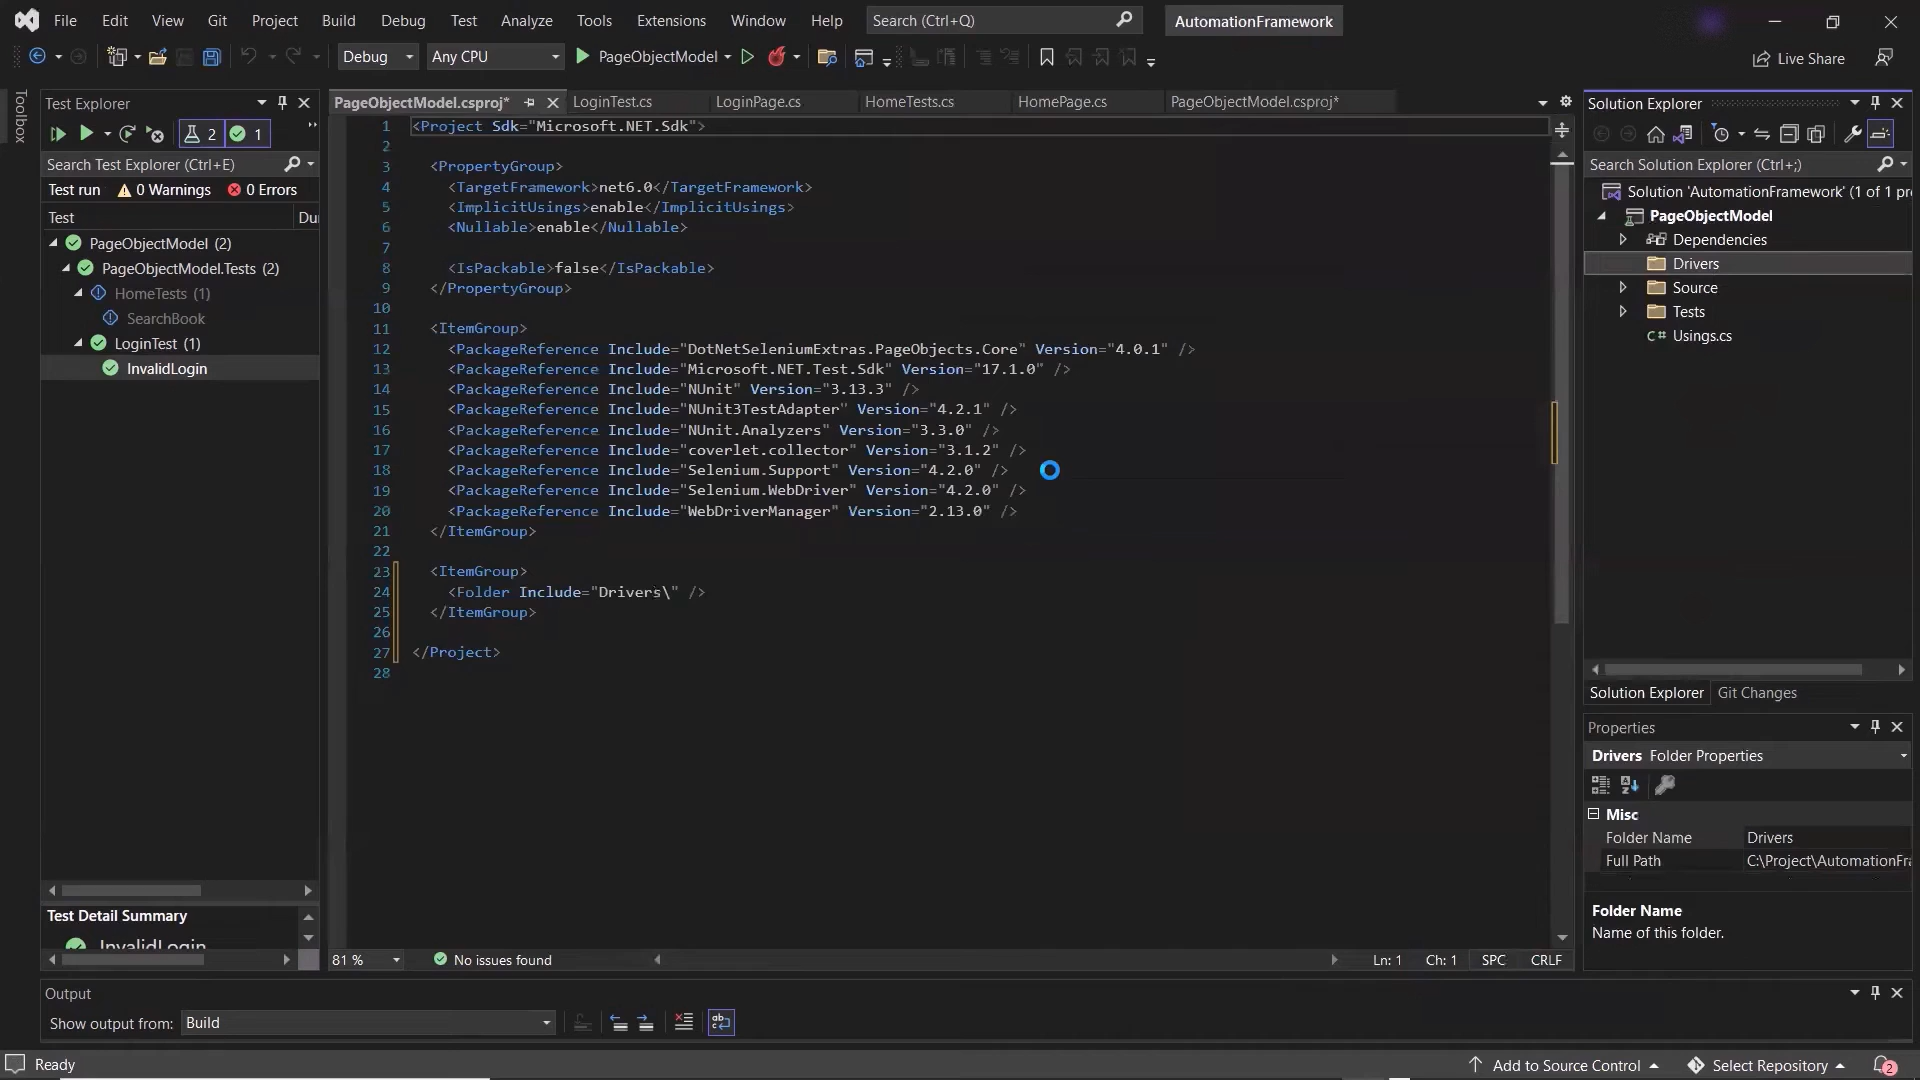 File Edit View Git Project Build Debug Test Analyze Tools Extensions Window Help Search (Ctrl+Q) AutomationFramework
Debug Any CPU PageObjectModel Live Share
Toolbox
Test Explorer
2 1
Search Test Explorer (Ctrl+E)
Test run 0 Warnings 0 Errors
Test Du
PageObjectModel (2)
PageObjectModel.Tests (2)
HomeTests (1)
SearchBook
LoginTest (1)
InvalidLogin
Test Detail Summary
InvalidLogin
PageObjectModel.csproj* LoginTest.cs LoginPage.cs HomeTests.cs HomePage.cs PageObjectModel.csproj*
1 <Project Sdk="Microsoft.NET.Sdk">
2
3 <PropertyGroup>
4 <TargetFramework>net6.0</TargetFramework>
5 <ImplicitUsings>enable</ImplicitUsings>
6 <Nullable>enable</Nullable>
7
8 <IsPackable>false</IsPackable>
9 </PropertyGroup>
10
11 <ItemGroup>
12 <PackageReference Include="DotNetSeleniumExtras.PageObjects.Core" Version="4.0.1" />
13 <PackageReference Include="Microsoft.NET.Test.Sdk" Version="17.1.0" />
14 <PackageReference Include="NUnit" Version="3.13.3" />
15 <PackageReference Include="NUnit3TestAdapter" Version="4.2.1" />
16 <PackageReference Include="NUnit.Analyzers" Version="3.3.0" />
17 <PackageReference Include="coverlet.collector" Version="3.1.2" />
18 <PackageReference Include="Selenium.Support" Version="4.2.0" />
19 <PackageReference Include="Selenium.WebDriver" Version="4.2.0" />
20 <PackageReference Include="WebDriverManager" Version="2.13.0" />
21 </ItemGroup>
22
23 <ItemGroup>
24 <Folder Include="Drivers\" />
25 </ItemGroup>
26
27 </Project>
28
81 % No issues found Ln: 1 Ch: 1 SPC CRLF
Solution Explorer
Search Solution Explorer (Ctrl+;)
Solution 'AutomationFramework' (1 of 1 pr
PageObjectModel
Dependencies
Drivers
Source
Tests
C# Usings.cs
Solution Explorer Git Changes
Properties
Drivers Folder Properties
Misc
Folder Name Drivers
Full Path C:\Project\AutomationFra
Folder Name
Name of this folder.
Output
Show output from: Build
Ready Add to Source Control Select Repository 2